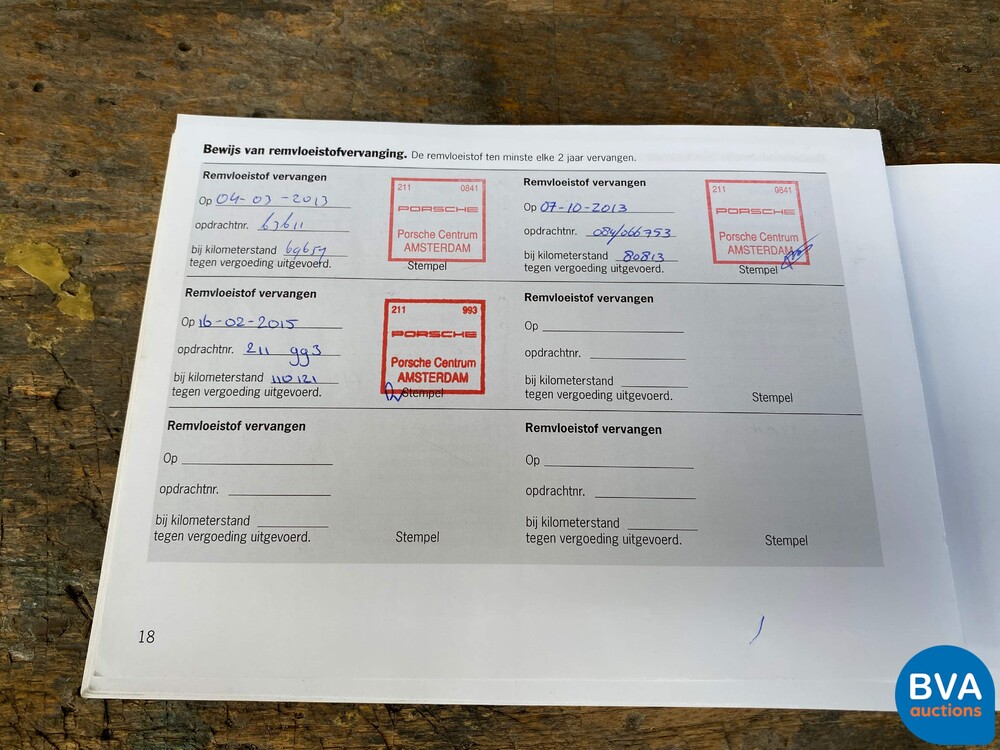 Bewijs van remvloeistofvervanging. De remvloeistof ten minste elke 2 jaar vervangen.
Remvloeistof vervangen
Op 04-03-2013
opdrachtnr.
bij kilometerstand 69657
tegen vergoeding uitgevoerd.
211 0841
PORSCHE
Porsche Centrum
AMSTERDAM
Stempel
Remvloeistof vervangen
Op 07-10-2013
opdrachtnr. 084/066753
bij kilometerstand 80813
tegen vergoeding uitgevoerd.
211 0841
PORSCHE
Porsche Centrum
AMSTERDAM
Stempel
Remvloeistof vervangen
Op 16-02-2015
opdrachtnr. 211 993
bij kilometerstand 110121
tegen vergoeding uitgevoerd.
211 993
PORSCHE
Porsche Centrum
AMSTERDAM
Stempel
Remvloeistof vervangen
Op
opdrachtnr.
bij kilometerstand
tegen vergoeding uitgevoerd.
Stempel
Remvloeistof vervangen
Op
opdrachtnr.
bij kilometerstand
tegen vergoeding uitgevoerd.
Stempel
Remvloeistof vervangen
Op
opdrachtnr.
bij kilometerstand
tegen vergoeding uitgevoerd.
Stempel
18
BVA
auctions